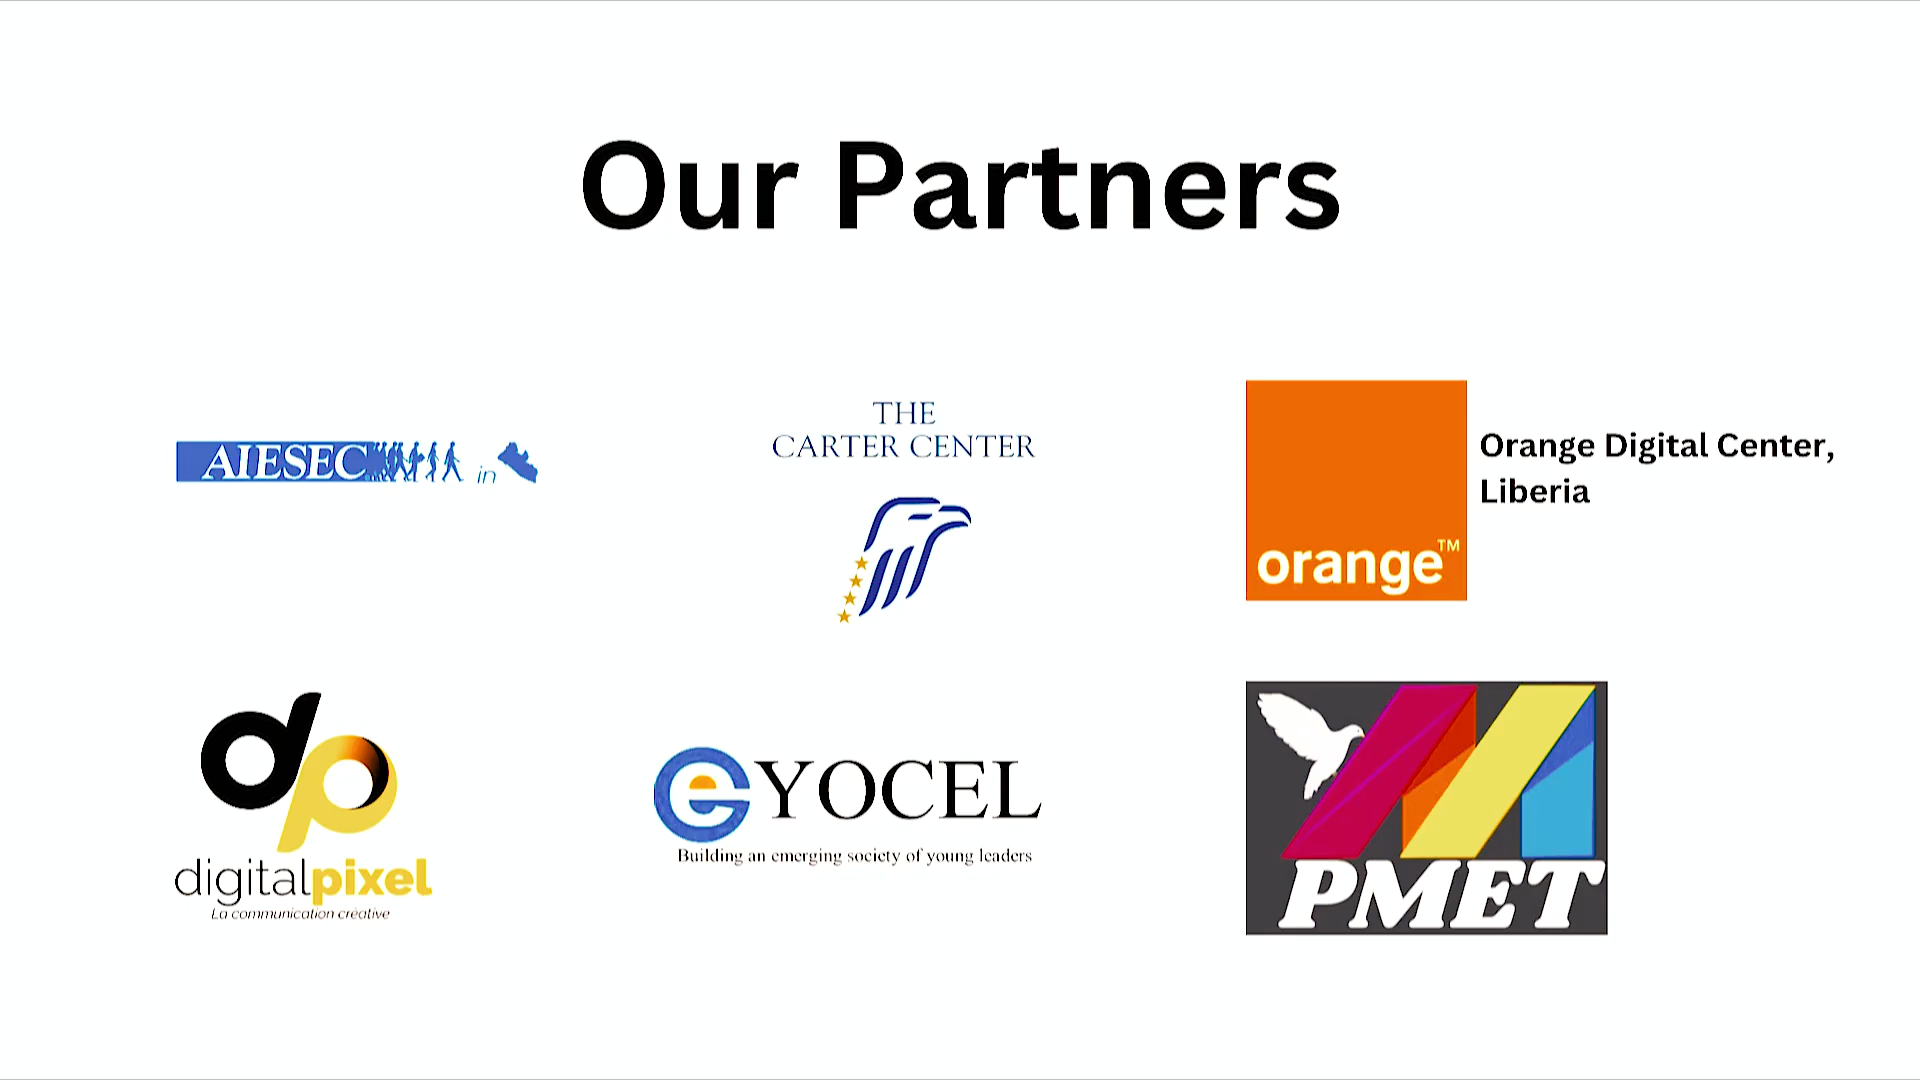 Our Partners
AIESEC in
THE
CARTER CENTER
orange™
Orange Digital Center,
Liberia
dp
digitalpixel
La communication créative
e YOCEL
Building an emerging society of young leaders
PMET